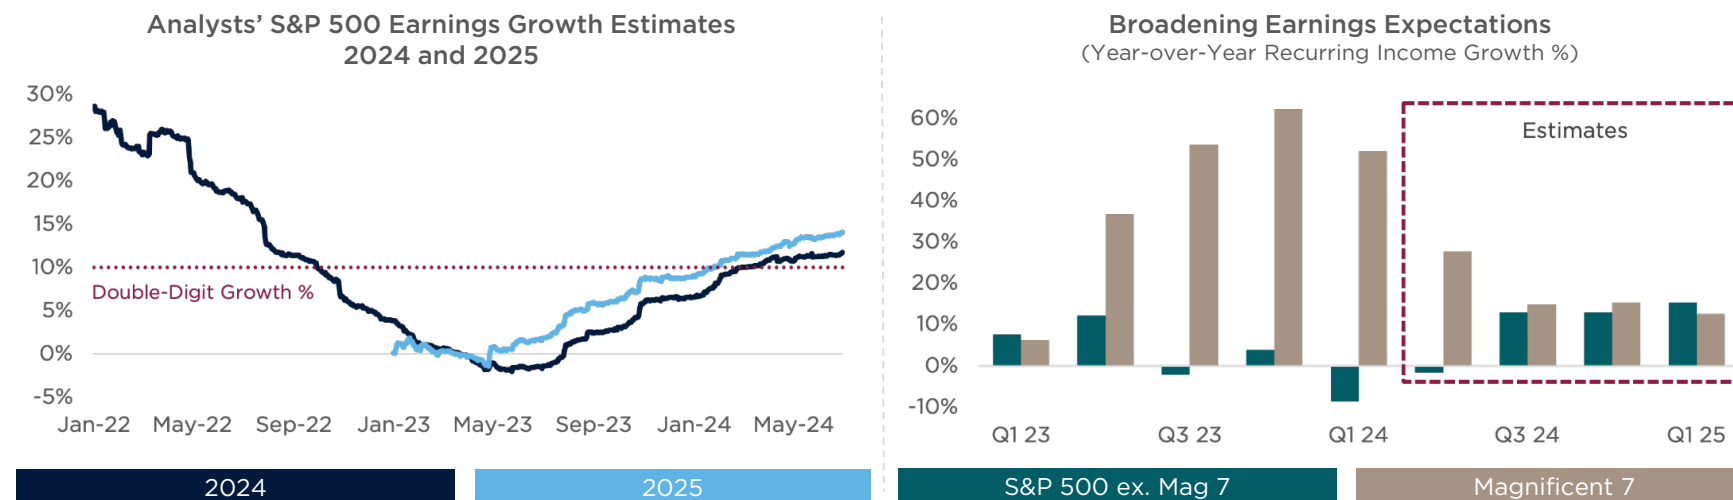 Analysts’ S&P 500 Earnings Growth Estimates
2024 and 2025
30%
25%
20%
15%
10%
5%
0%
-5%
Double-Digit Growth %
Jan-22 May-22 Sep-22 Jan-23 May-23 Sep-23 Jan-24 May-24
2024 2025
Broadening Earnings Expectations
(Year-over-Year Recurring Income Growth %)
60%
50%
40%
30%
20%
10%
0%
-10%
Estimates
Q1 23 Q3 23 Q1 24 Q3 24 Q1 25
S&P 500 ex. Mag 7 Magnificent 7